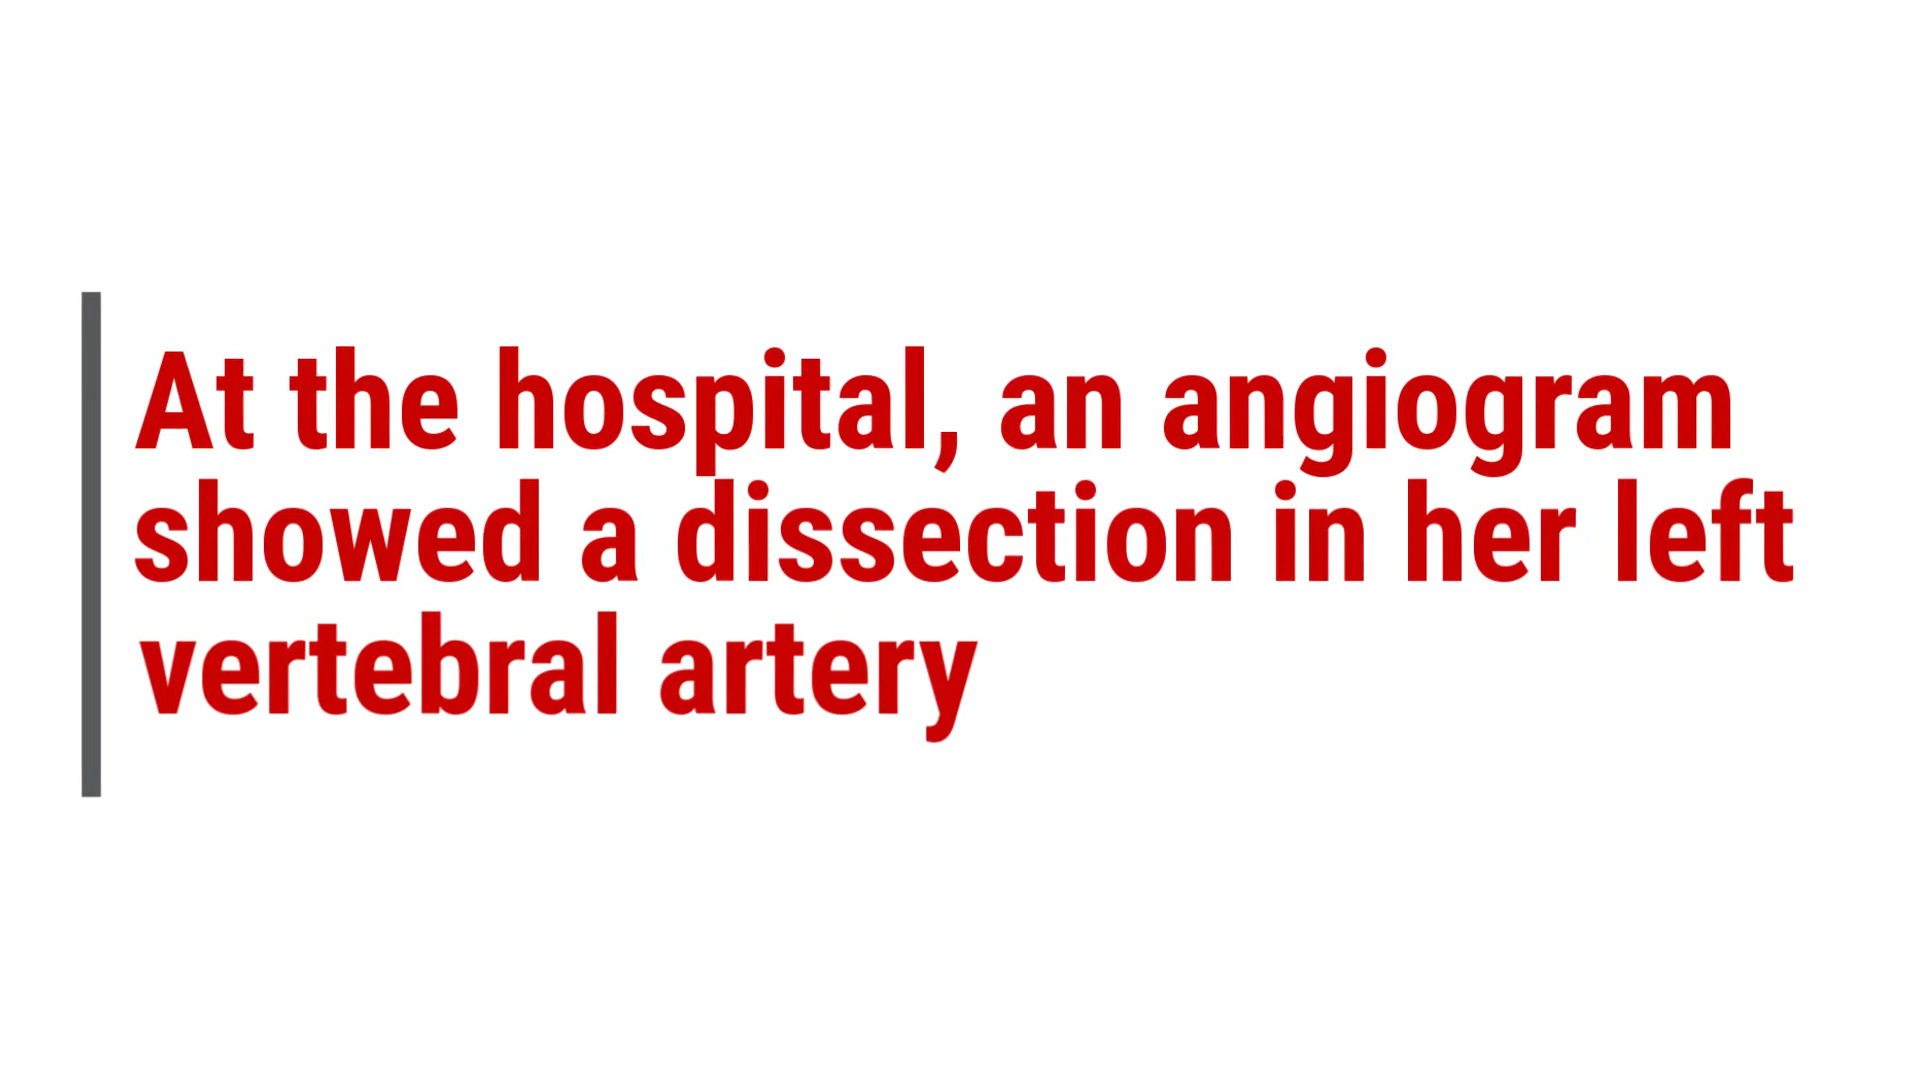 At the hospital, an angiogram
showed a dissection in her left
vertebral artery